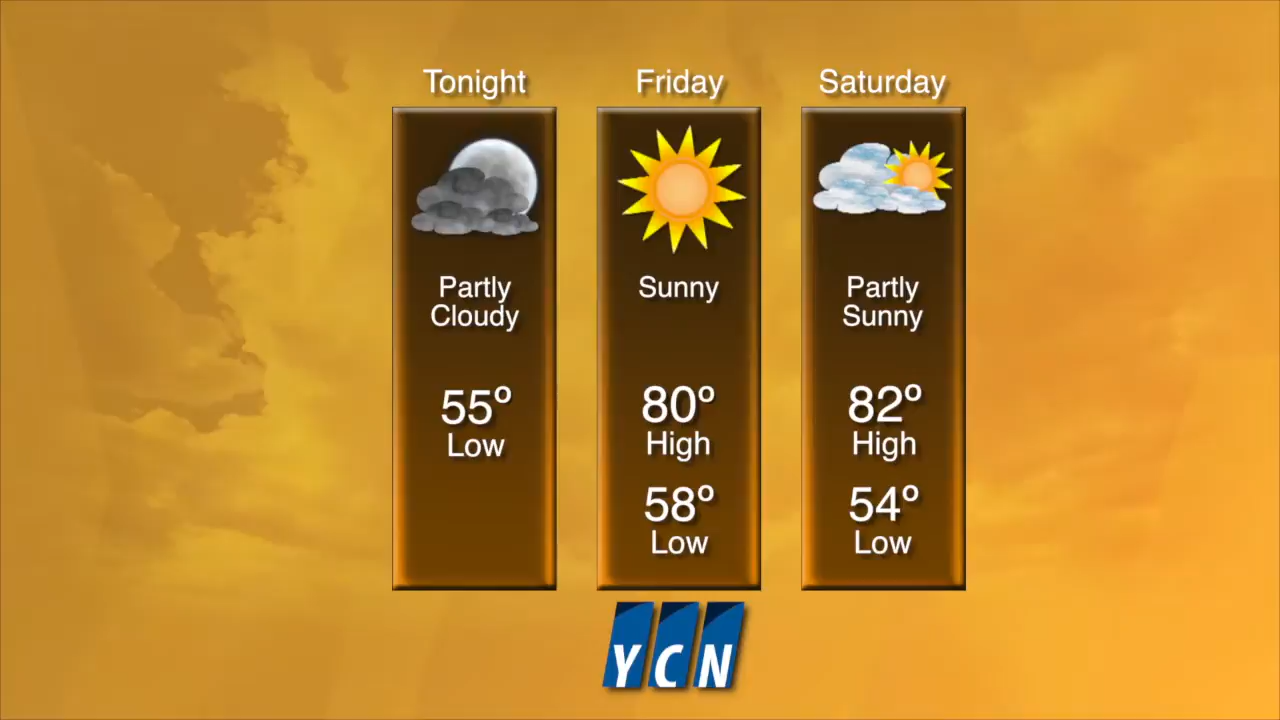 Tonight
Partly
Cloudy
55º
Low
Friday
Sunny
80º
High
58º
Low
Saturday
Partly
Sunny
82º
High
54º
Low
YCN